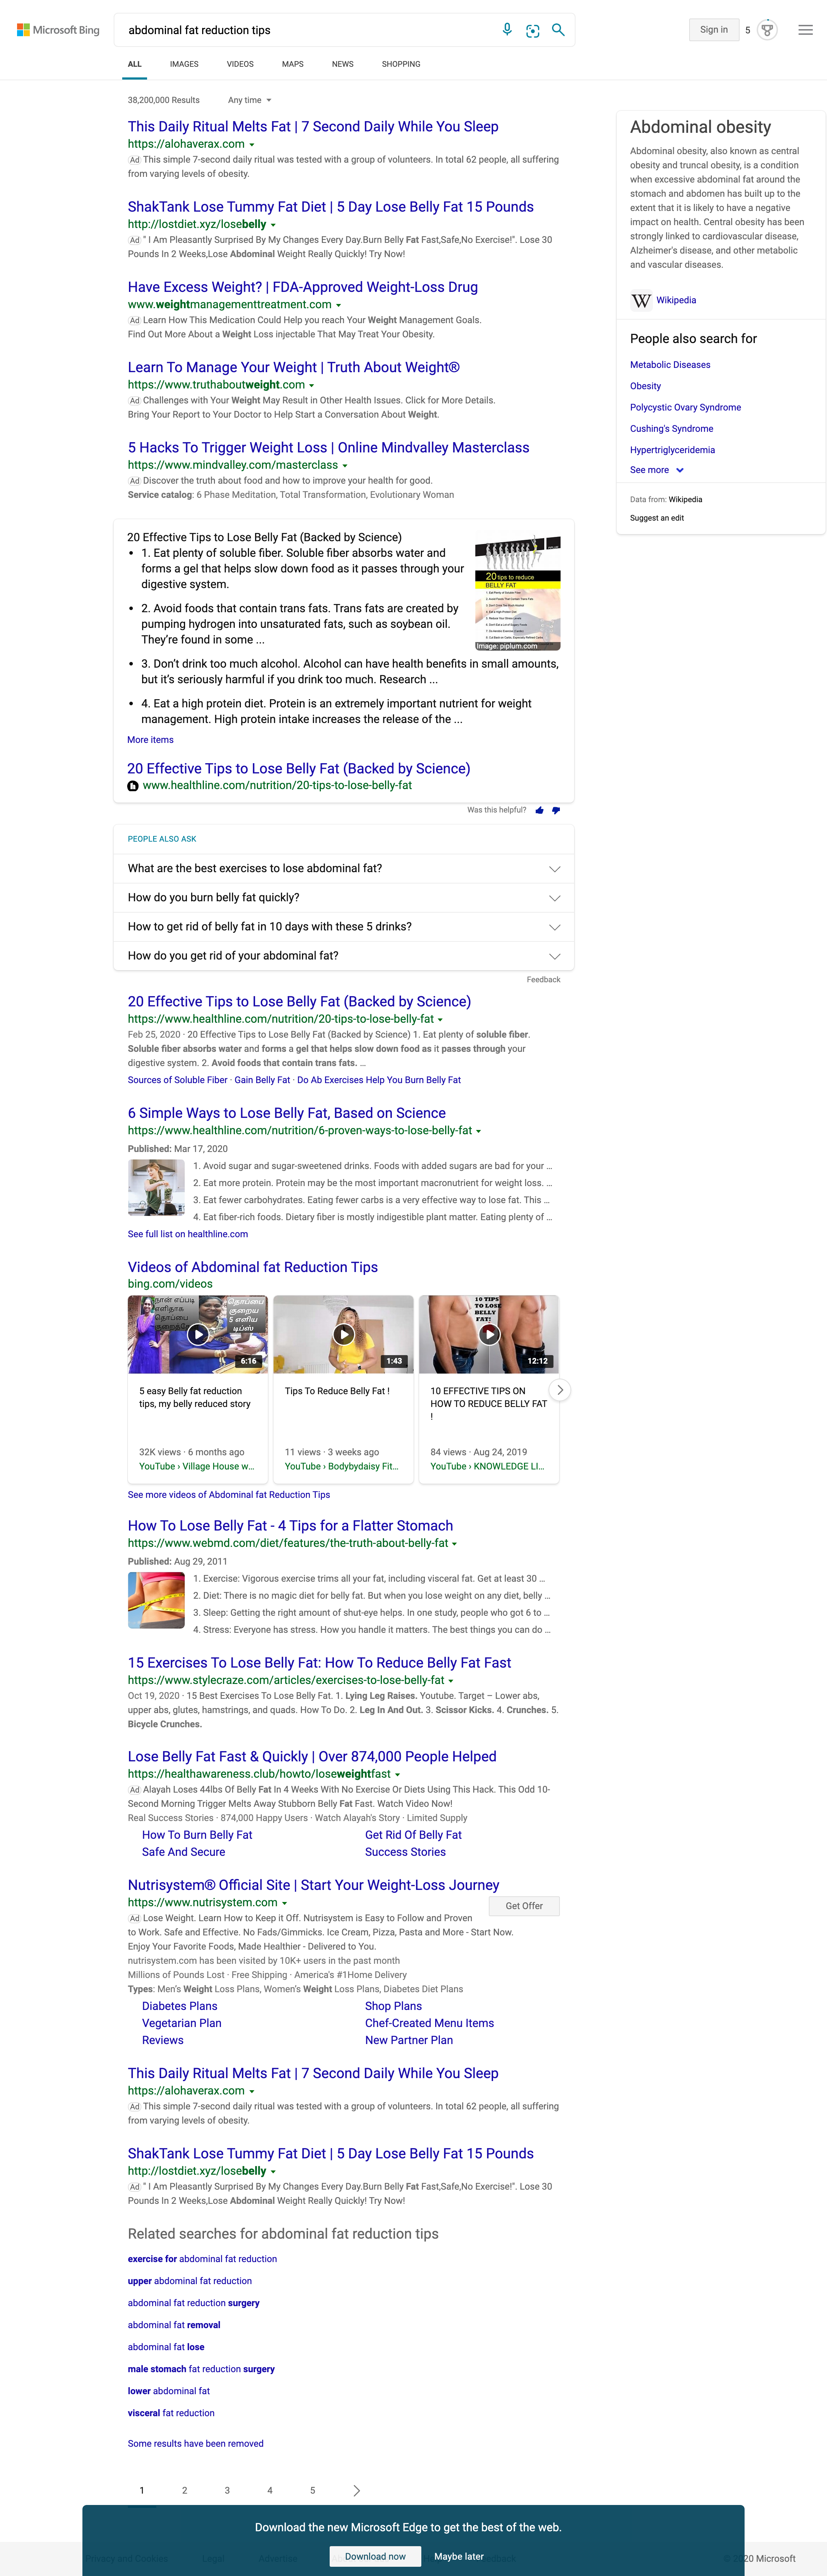 Microsoft Bing
abdominal fat reduction tips
Sign in
5
ALL
IMAGES
VIDEOS
MAPS
NEWS
SHOPPING
38,200,000 Results
Any time
This Daily Ritual Melts Fat | 7 Second Daily While You Sleep
https://alohaverax.com
Ad This simple 7-second daily ritual was tested with a group of volunteers. In total 62 people, all suffering
from varying levels of obesity.
ShakTank Lose Tummy Fat Diet | 5 Day Lose Belly Fat 15 Pounds
http://lostdiet.xyz/losebelly
Ad " I Am Pleasantly Surprised By My Changes Every Day.Burn Belly Fat Fast,Safe,No Exercise!". Lose 30
Pounds In 2 Weeks,Lose Abdominal Weight Really Quickly! Try Now!
Have Excess Weight? | FDA-Approved Weight-Loss Drug
www.weightmanagementtreatment.com
Ad Learn How This Medication Could Help you reach Your Weight Management Goals.
Find Out More About a Weight Loss injectable That May Treat Your Obesity.
Learn To Manage Your Weight | Truth About Weight®
https://www.truthaboutweight.com
Ad Challenges with Your Weight May Result in Other Health Issues. Click for More Details.
Bring Your Report to Your Doctor to Help Start a Conversation About Weight.
5 Hacks To Trigger Weight Loss | Online Mindvalley Masterclass
https://www.mindvalley.com/masterclass
Ad Discover the truth about food and how to improve your health for good.
Service catalog: 6 Phase Meditation, Total Transformation, Evolutionary Woman
20 Effective Tips to Lose Belly Fat (Backed by Science)
• 1. Eat plenty of soluble fiber. Soluble fiber absorbs water and
forms a gel that helps slow down food as it passes through your
digestive system.
• 2. Avoid foods that contain trans fats. Trans fats are created by
pumping hydrogen into unsaturated fats, such as soybean oil.
They're found in some ...
20 tips to reduce
BELLY FAT
Image: piplum.com
• 3. Don't drink too much alcohol. Alcohol can have health benefits in small amounts,
but it's seriously harmful if you drink too much. Research ...
• 4. Eat a high protein diet. Protein is an extremely important nutrient for weight
management. High protein intake increases the release of the ...
More items
20 Effective Tips to Lose Belly Fat (Backed by Science)
www.healthline.com/nutrition/20-tips-to-lose-belly-fat
Was this helpful?
PEOPLE ALSO ASK
What are the best exercises to lose abdominal fat?
How do you burn belly fat quickly?
How to get rid of belly fat in 10 days with these 5 drinks?
How do you get rid of your abdominal fat?
Feedback
20 Effective Tips to Lose Belly Fat (Backed by Science)
https://www.healthline.com/nutrition/20-tips-to-lose-belly-fat
Feb 25, 2020 · 20 Effective Tips to Lose Belly Fat (Backed by Science) 1. Eat plenty of soluble fiber.
Soluble fiber absorbs water and forms a gel that helps slow down food as it passes through your
digestive system. 2. Avoid foods that contain trans fats. ...
Sources of Soluble Fiber · Gain Belly Fat · Do Ab Exercises Help You Burn Belly Fat
6 Simple Ways to Lose Belly Fat, Based on Science
https://www.healthline.com/nutrition/6-proven-ways-to-lose-belly-fat
Published: Mar 17, 2020
1. Avoid sugar and sugar-sweetened drinks. Foods with added sugars are bad for your ...
2. Eat more protein. Protein may be the most important macronutrient for weight loss. ...
3. Eat fewer carbohydrates. Eating fewer carbs is a very effective way to lose fat. This ...
4. Eat fiber-rich foods. Dietary fiber is mostly indigestible plant matter. Eating plenty of ...
See full list on healthline.com
Videos of Abdominal fat Reduction Tips
bing.com/videos
நான் எப்படி
எளிதாக
தொப்பை
தொப்பை
குறைய
5 எளிய
டிப்ஸ்
6:16
1:43
10 TIPS
TO LOSE
BELLY
FAT!
12:12
5 easy Belly fat reduction
tips, my belly reduced story
32K views · 6 months ago
YouTube › Village House w...
Tips To Reduce Belly Fat !
11 views · 3 weeks ago
YouTube › Bodybydaisy Fit...
10 EFFECTIVE TIPS ON
HOW TO REDUCE BELLY FAT
!
84 views · Aug 24, 2019
YouTube › KNOWLEDGE LI...
See more videos of Abdominal fat Reduction Tips
How To Lose Belly Fat - 4 Tips for a Flatter Stomach
https://www.webmd.com/diet/features/the-truth-about-belly-fat
Published: Aug 29, 2011
1. Exercise: Vigorous exercise trims all your fat, including visceral fat. Get at least 30 ...
2. Diet: There is no magic diet for belly fat. But when you lose weight on any diet, belly ...
3. Sleep: Getting the right amount of shut-eye helps. In one study, people who got 6 to ...
4. Stress: Everyone has stress. How you handle it matters. The best things you can do ...
15 Exercises To Lose Belly Fat: How To Reduce Belly Fat Fast
https://www.stylecraze.com/articles/exercises-to-lose-belly-fat
Oct 19, 2020 · 15 Best Exercises To Lose Belly Fat. 1. Lying Leg Raises. Youtube. Target – Lower abs,
upper abs, glutes, hamstrings, and quads. How To Do. 2. Leg In And Out. 3. Scissor Kicks. 4. Crunches. 5.
Bicycle Crunches.
Lose Belly Fat Fast & Quickly | Over 874,000 People Helped
https://healthawareness.club/howto/loseweightfast
Ad Alayah Loses 44lbs Of Belly Fat In 4 Weeks With No Exercise Or Diets Using This Hack. This Odd 10-
Second Morning Trigger Melts Away Stubborn Belly Fat Fast. Watch Video Now!
Real Success Stories · 874,000 Happy Users · Watch Alayah's Story · Limited Supply
How To Burn Belly Fat
Get Rid Of Belly Fat
Safe And Secure
Success Stories
Nutrisystem® Official Site | Start Your Weight-Loss Journey
https://www.nutrisystem.com
Get Offer
Ad Lose Weight. Learn How to Keep it Off. Nutrisystem is Easy to Follow and Proven
to Work. Safe and Effective. No Fads/Gimmicks. Ice Cream, Pizza, Pasta and More - Start Now.
Enjoy Your Favorite Foods, Made Healthier - Delivered to You.
nutrisystem.com has been visited by 10K+ users in the past month
Millions of Pounds Lost · Free Shipping · America's #1Home Delivery
Types: Men's Weight Loss Plans, Women's Weight Loss Plans, Diabetes Diet Plans
Diabetes Plans
Shop Plans
Vegetarian Plan
Chef-Created Menu Items
Reviews
New Partner Plan
This Daily Ritual Melts Fat | 7 Second Daily While You Sleep
https://alohaverax.com
Ad This simple 7-second daily ritual was tested with a group of volunteers. In total 62 people, all suffering
from varying levels of obesity.
ShakTank Lose Tummy Fat Diet | 5 Day Lose Belly Fat 15 Pounds
http://lostdiet.xyz/losebelly
Ad " I Am Pleasantly Surprised By My Changes Every Day.Burn Belly Fat Fast,Safe,No Exercise!". Lose 30
Pounds In 2 Weeks,Lose Abdominal Weight Really Quickly! Try Now!
Related searches for abdominal fat reduction tips
exercise for abdominal fat reduction
upper abdominal fat reduction
abdominal fat reduction surgery
abdominal fat removal
abdominal fat lose
male stomach fat reduction surgery
lower abdominal fat
visceral fat reduction
Some results have been removed
1
2
3
4
5
Abdominal obesity
Abdominal obesity, also known as central
obesity and truncal obesity, is a condition
when excessive abdominal fat around the
stomach and abdomen has built up to the
extent that it is likely to have a negative
impact on health. Central obesity has been
strongly linked to cardiovascular disease,
Alzheimer's disease, and other metabolic
and vascular diseases.
W Wikipedia
People also search for
Metabolic Diseases
Obesity
Polycystic Ovary Syndrome
Cushing's Syndrome
Hypertriglyceridemia
See more
Data from: Wikipedia
Suggest an edit
Download the new Microsoft Edge to get the best of the web.
Download now
Maybe later
20 Microsoft